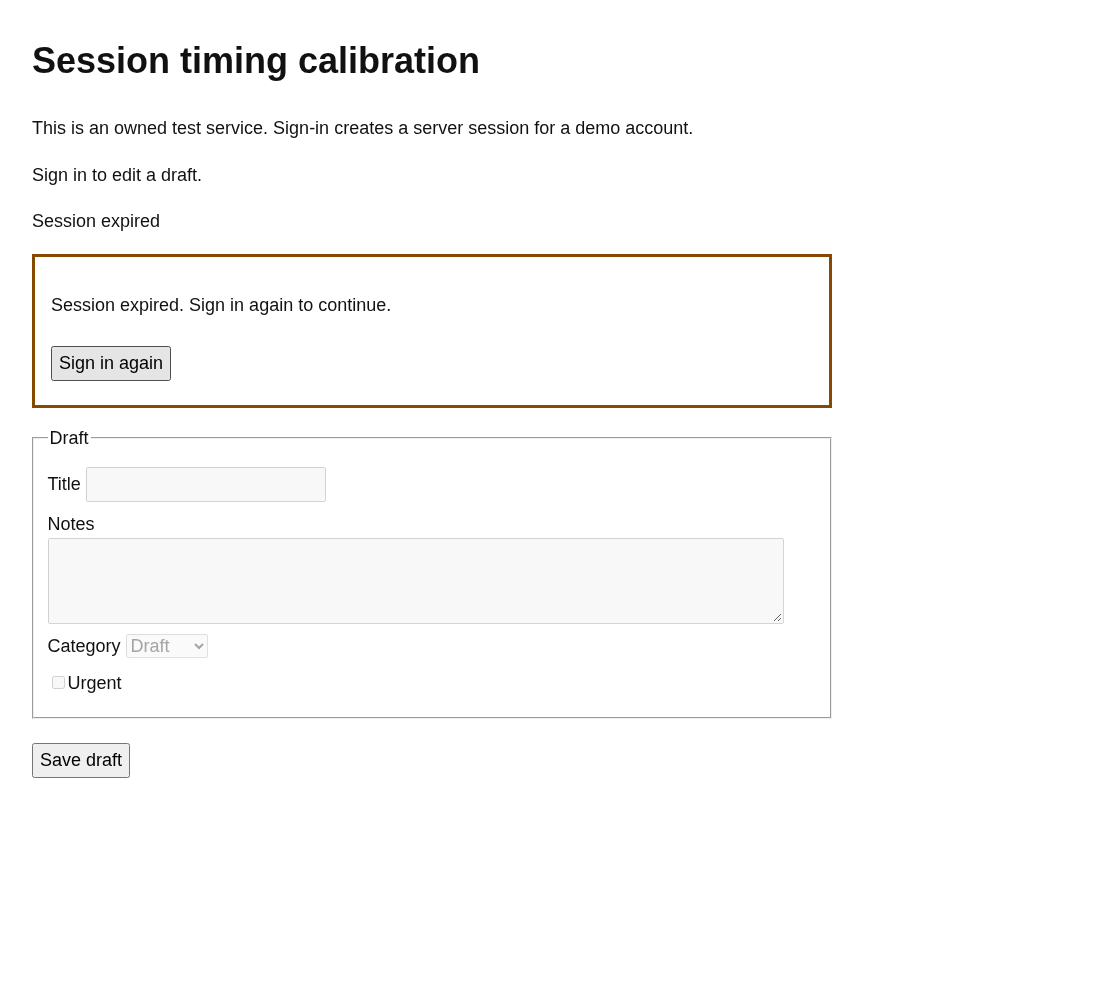 Session timing calibration
This is an owned test service. Sign-in creates a server session for a demo account.
Sign in to edit a draft.
Session expired
Session expired. Sign in again to continue.
Sign in again
Draft
Title
Notes
Category Draft
Urgent
Save draft